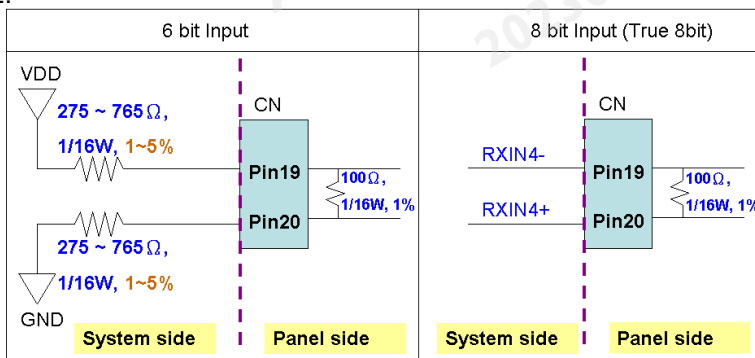 6 bit Input
8 bit Input (True 8bit)
VDD
275 ~ 765Ω,
1/16W, 1~5%
CN
Pin19
Pin20
100Ω,
1/16W, 1%
275 ~ 765Ω,
1/16W, 1~5%
GND
System side
Panel side
RXIN4-
RXIN4+
CN
Pin19
Pin20
100Ω,
1/16W, 1%
System side
Panel side